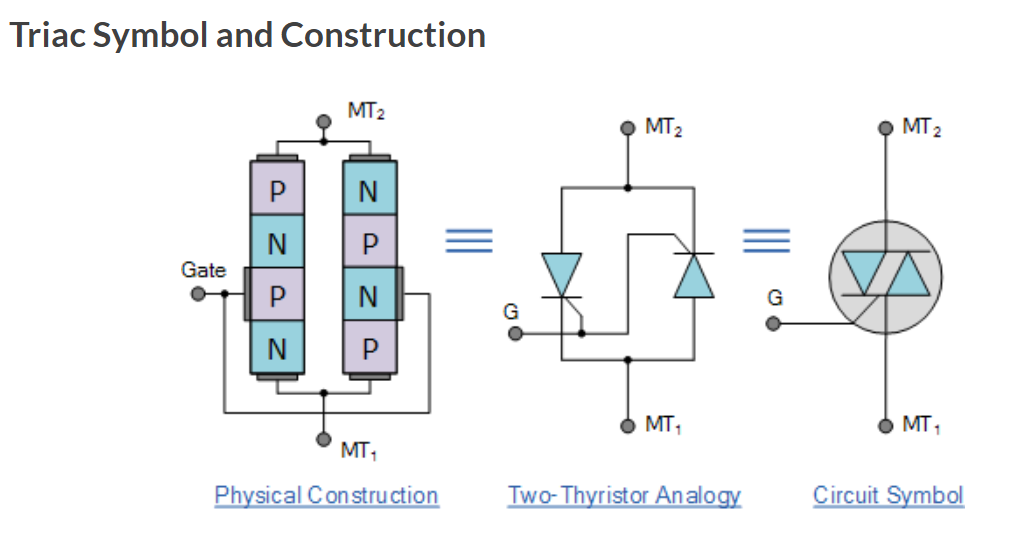 Triac Symbol and Construction
MT₂
P N
N P
Gate
P N
N P
MT₁
Physical Construction
MT₂
G
MT₁
Two-Thyristor Analogy
MT₂
G
MT₁
Circuit Symbol